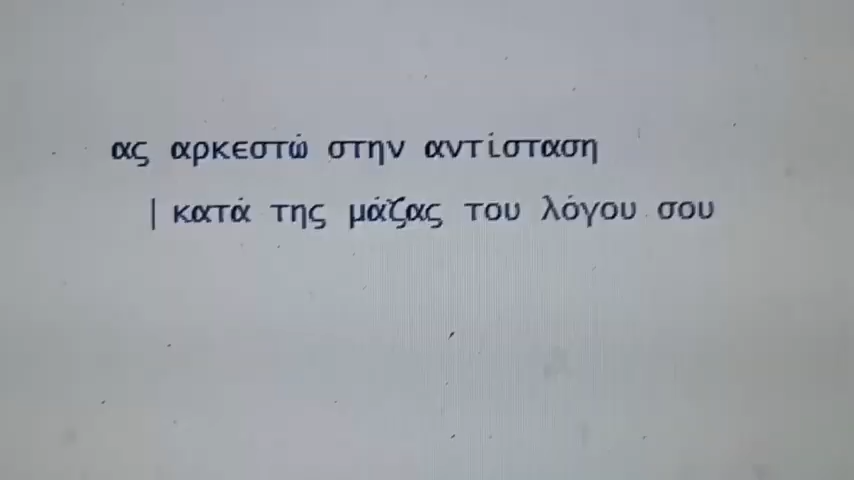 ας αρκεστώ στην αντίσταση
| κατά της μάζας του λόγου σου